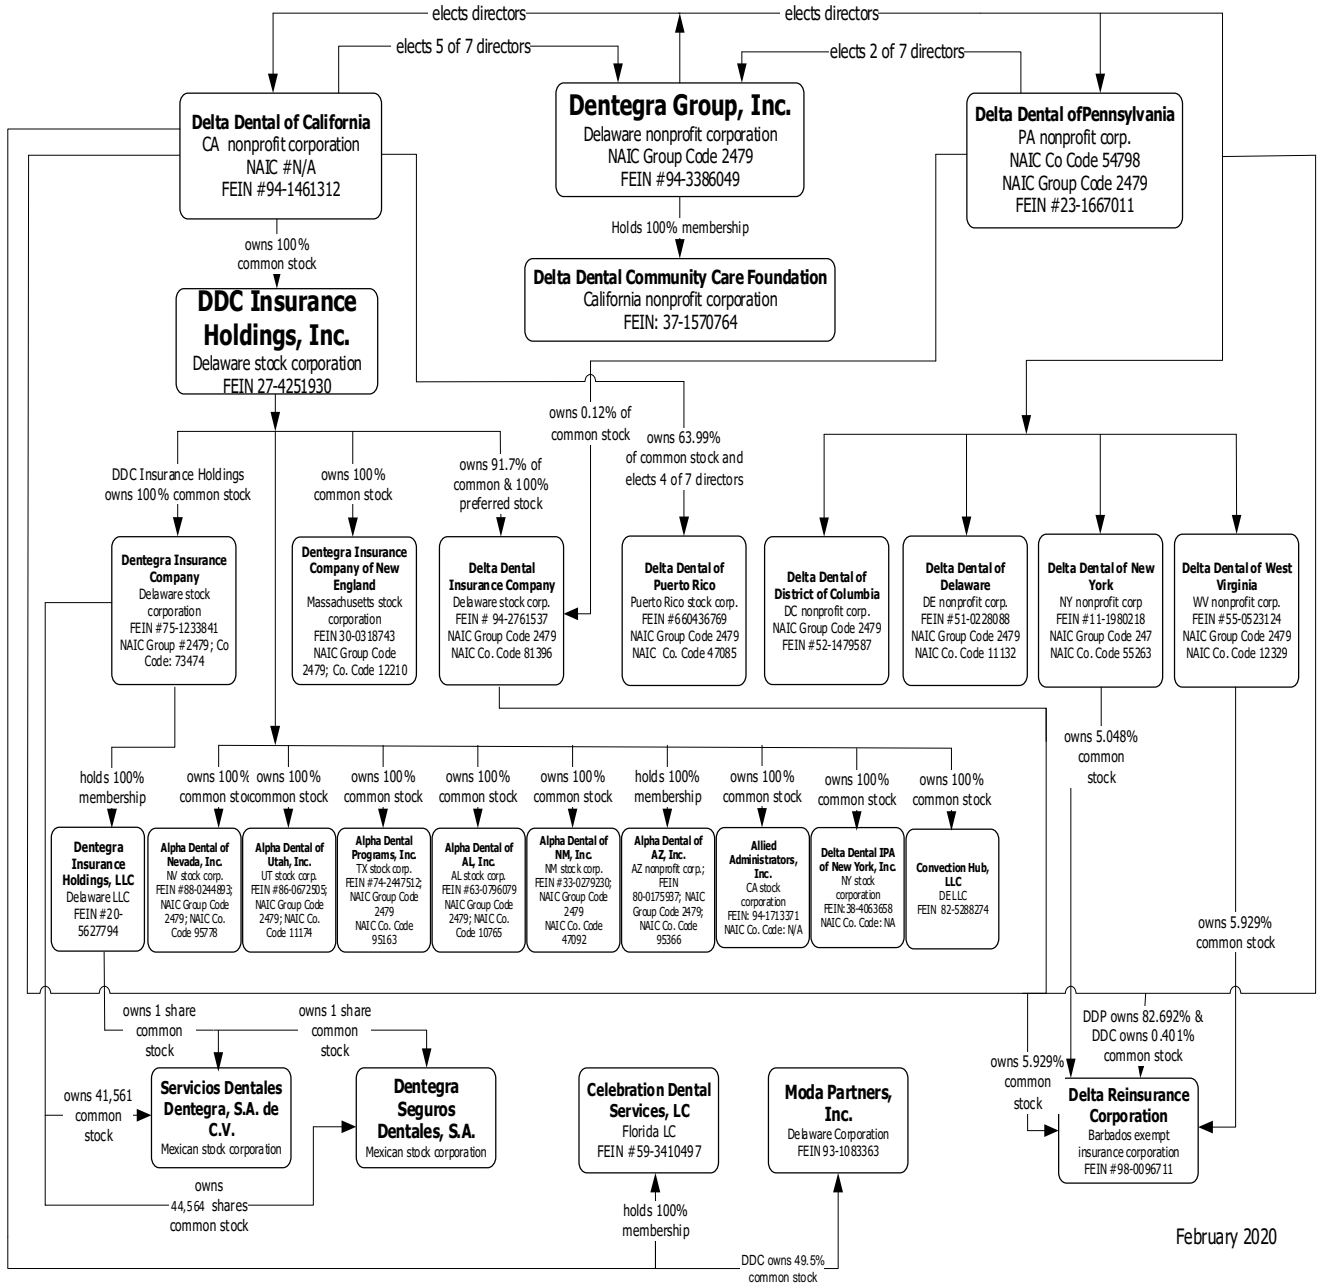 elects directors
elects directors
elects 5 of 7 directors
elects 2 of 7 directors
Delta Dental of California
CA nonprofit corporation
NAIC #N/A
FEIN #94-1461312
Dentegra Group, Inc.
Delaware nonprofit corporation
NAIC Group Code 2479
FEIN #94-3386049
Delta Dental ofPennsylvania
PA nonprofit corp.
NAIC Co Code 54798
NAIC Group Code 2479
FEIN #23-1667011
owns 100%
common stock
Holds 100% membership
DDC Insurance
Holdings, Inc.
Delaware stock corporation
FEIN 27-4251930
Delta Dental Community Care Foundation
California nonprofit corporation
FEIN: 37-1570764
DDC Insurance Holdings
owns 100% common stock
owns 100%
common stock
owns 91.7% of
common & 100%
preferred stock
owns 0.12% of
common stock
owns 63.99%
of common stock and
elects 4 of 7 directors
Dentegra Insurance
Company
Delaware stock
corporation
FEIN #75-1233841
NAIC Group #2479; Co
Code: 73474
Dentegra Insurance
Company of New
England
Massachusetts stock
corporation
FEIN 30-0318743
NAIC Group Code
2479; Co. Code 12210
Delta Dental
Insurance Company
Delaware stock corp.
FEIN # 94-2761537
NAIC Group Code 2479
NAIC Co. Code 81396
Delta Dental of
Puerto Rico
Puerto Rico stock corp.
FEIN #660436769
NAIC Group Code 2479
NAIC Co. Code 47085
Delta Dental of
District of Columbia
DC nonprofit corp.
NAIC Group Code 2479
FEIN #52-1479587
Delta Dental of
Delaware
DE nonprofit corp.
FEIN #51-0228088
NAIC Group Code 2479
NAIC Co. Code 11132
Delta Dental of New
York
NY nonprofit corp
FEIN #11-1980218
NAIC Group Code 247
NAIC Co. Code 55263
Delta Dental of West
Virginia
WV nonprofit corp.
FEIN #55-0523124
NAIC Group Code 2479
NAIC Co. Code 12329
owns 5.048%
common
stock
holds 100%
membership
owns 100%
common stock
owns 100%
common stock
owns 100%
common stock
owns 100%
common stock
owns 100%
common stock
holds 100%
membership
owns 100%
common stock
owns 100%
common stock
owns 100%
common stock
Dentegra
Insurance
Holdings, LLC
Delaware LLC
FEIN #20-
5627794
Alpha Dental of
Nevada, Inc.
NV stock corp.
FEIN #88-0244893;
NAIC Group Code
2479; NAIC Co.
Code 95778
Alpha Dental of
Utah, Inc.
UT stock corp.
FEIN #86-0672505;
NAIC Group Code
2479; NAIC Co.
Code 11174
Alpha Dental
Programs, Inc.
TX stock corp.
FEIN #74-2447512;
NAIC Group Code
2479
NAIC Co. Code
95163
Alpha Dental of
AL, Inc.
AL stock corp.
FEIN #63-0796079
NAIC Group Code
2479; NAIC Co.
Code 10765
Alpha Dental of
NM, Inc.
NM stock corp.
FEIN #33-0279230;
NAIC Group Code
2479
NAIC Co. Code
47092
Alpha Dental of
AZ, Inc.
AZ nonprofit corp.;
FEIN
80-0175937; NAIC
Group Code 2479;
NAIC Co. Code
95366
Allied
Administrators,
Inc.
CA stock
corporation
FEIN: 94-1713371
NAIC Co. Code: N/A
Delta Dental IPA
of New York, Inc.
NY stock
corporation
FEIN:38-4063658
NAIC Co. Code: NA
Convection Hub,
LLC
DE LLC
FEIN 82-5288274
owns 5.929%
common stock
owns 1 share
common
stock
owns 1 share
common
stock
DDP owns 82.692% &
DDC owns 0.401%
common stock
owns 5.929%
common
stock
owns 41,561
common
stock
Servicios Dentales
Dentegra, S.A. de
C.V.
Mexican stock corporation
Dentegra
Seguros
Dentales, S.A.
Mexican stock corporation
Celebration Dental
Services, LC
Florida LC
FEIN #59-3410497
Moda Partners,
Inc.
Delaware Corporation
FEIN 93-1083363
Delta Reinsurance
Corporation
Barbados exempt
insurance corporation
FEIN #98-0096711
owns
44,564 shares
common stock
holds 100%
membership
DDC owns 49.5%
common stock
February 2020